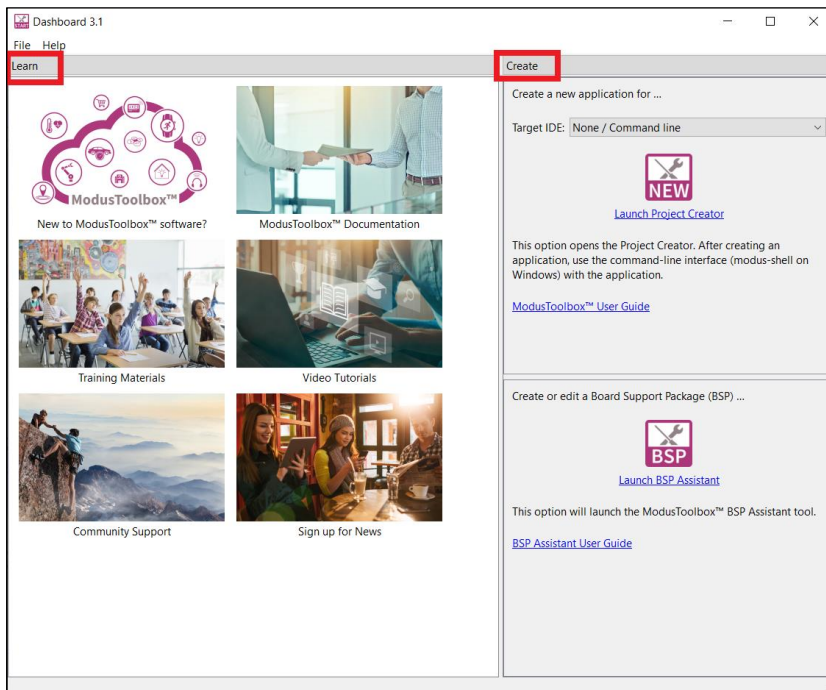 Dashboard 3.1
File Help
Learn
ModusToolbox™
New to ModusToolbox™ software?
ModusToolbox™ Documentation
Training Materials
Video Tutorials
Community Support
Sign up for News
Create
Create a new application for ...
Target IDE: None / Command line
NEW
Launch Project Creator
This option opens the Project Creator. After creating an
application, use the command-line interface (modus-shell on
Windows) with the application.
ModusToolbox™ User Guide
Create or edit a Board Support Package (BSP) ...
BSP
Launch BSP Assistant
This option will launch the ModusToolbox™ BSP Assistant tool.
BSP Assistant User Guide